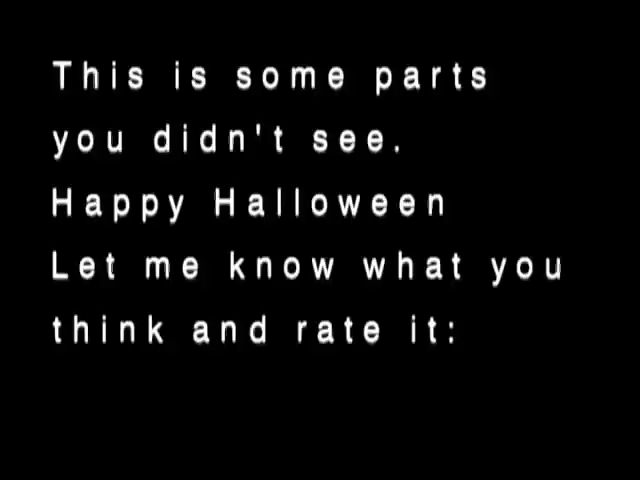 This is some parts
you didn't see.
Happy Halloween
Let me know what you
think and rate it: